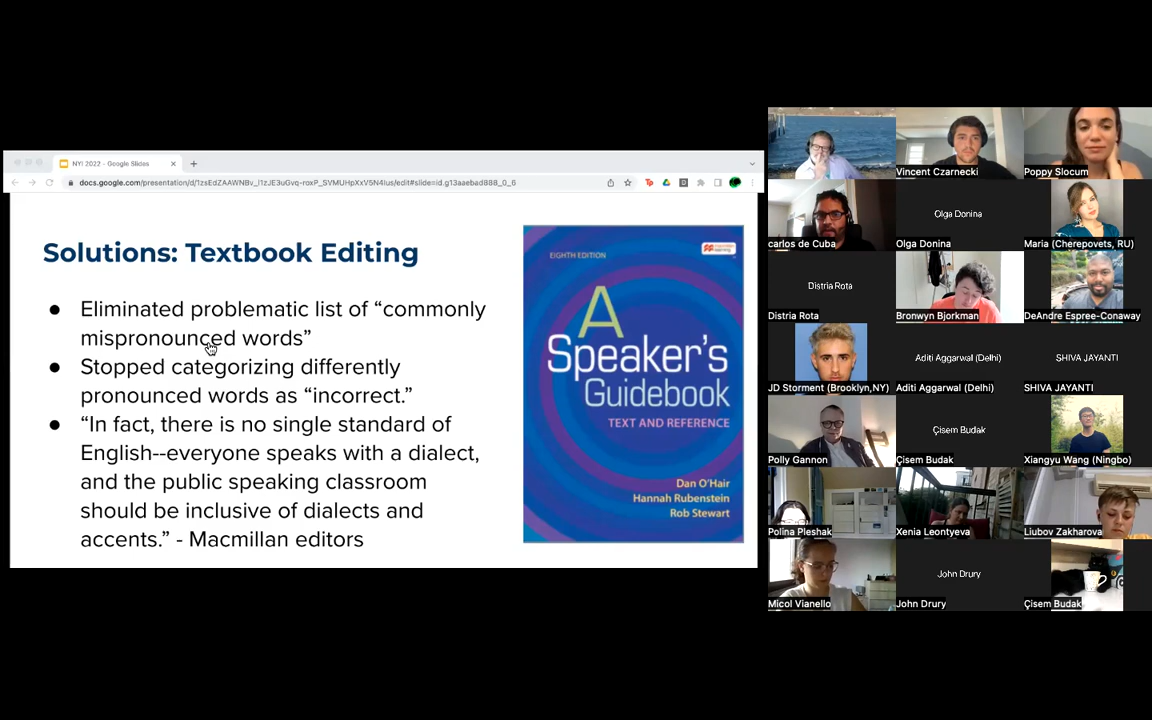 NYI 2022 - Google Slides
Solutions: Textbook Editing
● Eliminated problematic list of “commonly
mispronounced words”
● Stopped categorizing differently
pronounced words as “incorrect.”
● “In fact, there is no single standard of
English--everyone speaks with a dialect,
and the public speaking classroom
should be inclusive of dialects and
accents.” - Macmillan editors
EIGHTH EDITION
macmillan
learning
A
Speaker's
Guidebook
TEXT AND REFERENCE
Dan O'Hair
Hannah Rubenstein
Rob Stewart
Vincent Czarnecki
Poppy Slocum
carlos de Cuba
Olga Donina
Olga Donina
Maria (Cherepovets, RU)
Distria Rota
Distria Rota
Bronwyn Bjorkman
DeAndre Espree-Conaway
JD Storment (Brooklyn,NY)
Aditi Aggarwal (Delhi)
Aditi Aggarwal (Delhi)
SHIVA JAYANTI
SHIVA JAYANTI
Polly Gannon
Çisem Budak
Çisem Budak
Xiangyu Wang (Ningbo)
Polina Pleshak
Xenia Leontyeva
Liubov Zakharova
Micol Vianello
John Drury
John Drury
Çisem Budak